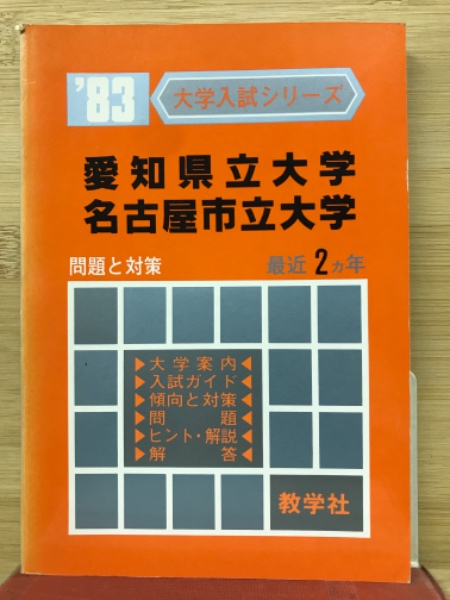 '83
大学入試シリーズ
愛知県立大学
名古屋市立大学
問題と対策
最近2ヵ年
▶大学案内◀
▶入試ガイド◀
▶傾向と対策◀
▶問題◀
▶ヒント・解説◀
▶解答◀
教学社